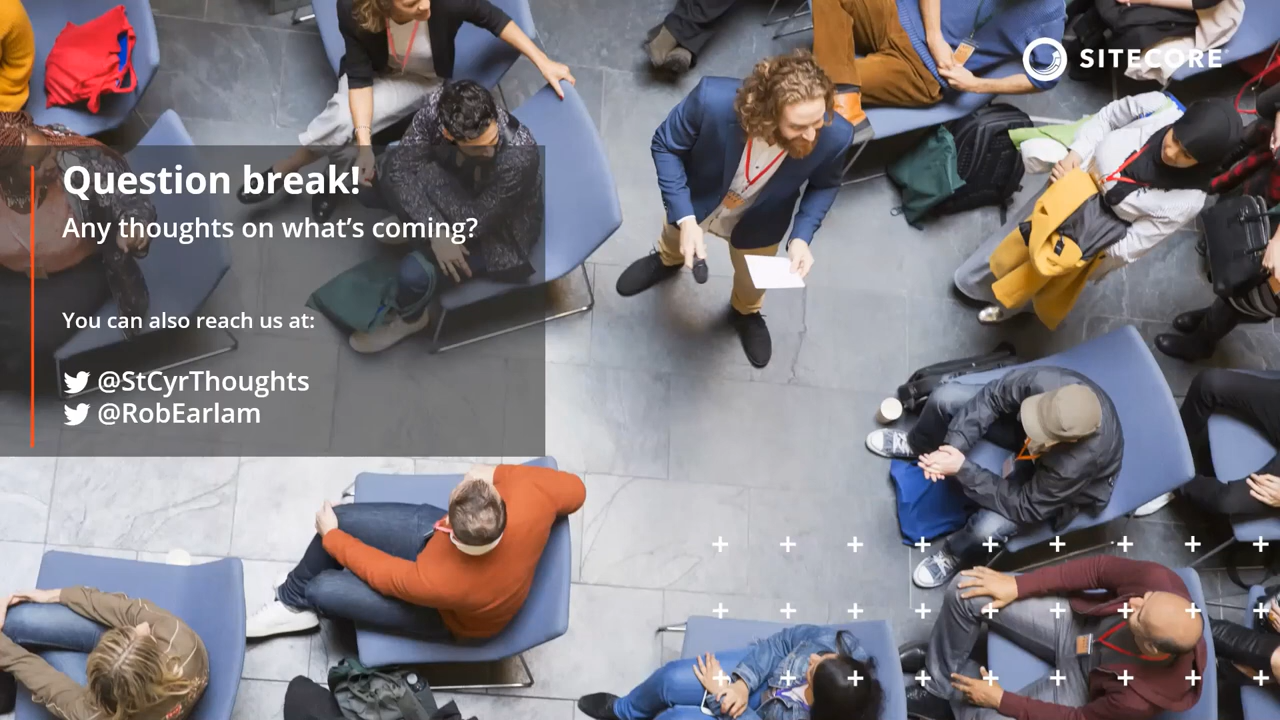 SITECORE
Question break!
Any thoughts on what’s coming?
You can also reach us at:
@StCyrThoughts
@RobEarlam